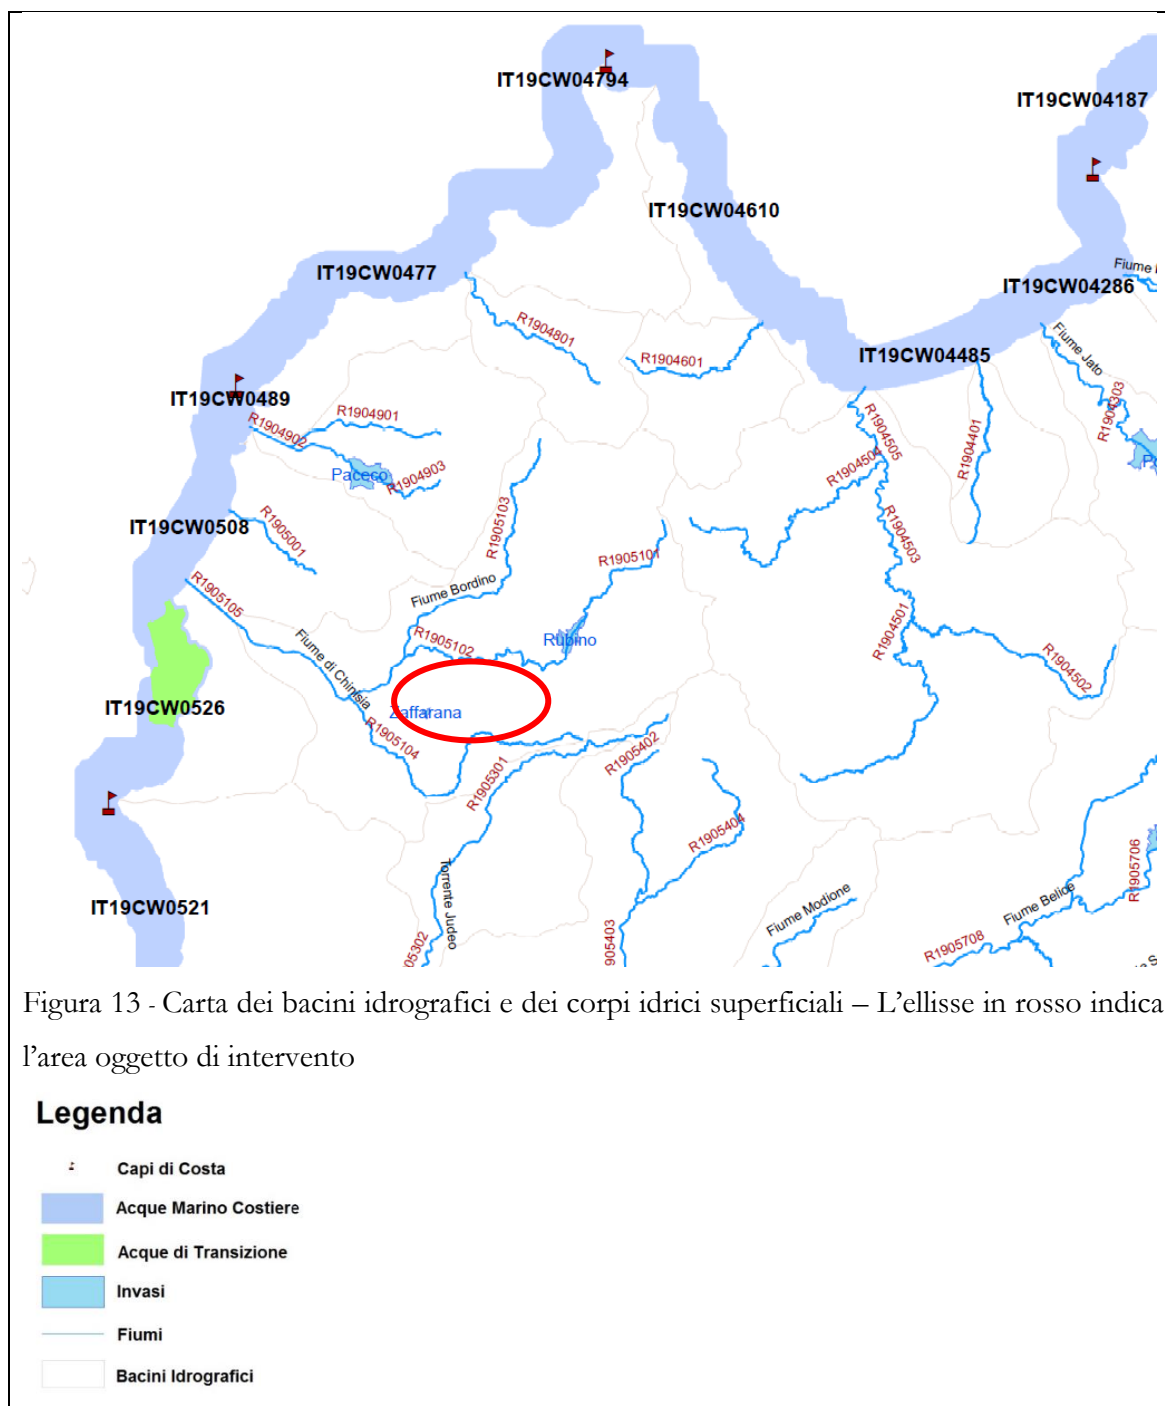 IT19CW04794
IT19CW04187
IT19CW04610
IT19CW0477
Fiume
IT19CW04286
R1904801
R1904601
IT19CW04485
Fiume Jato
R1904303
IT19CW0489
R1904901
R1904902
Paceco
R1904903
R1904505
R1904504
R1904401
IT19CW0508
R1905001
R1905103
R1904503
R1905101
R1905105
Fiume Bordino
R1905102
Rubino
R1904501
R1904502
Fiume di Chinisia
IT19CW0526
Zaffarana
R1905104
R1905402
R1905301
R1905404
R1905706
Torrente Judeo
Fiume Modione
Fiume Belice
IT19CW0521
905302
905403
R1905708
Figura 13 - Carta dei bacini idrografici e dei corpi idrici superficiali – L’ellisse in rosso indica
l’area oggetto di intervento
Legenda
Capi di Costa
Acque Marino Costiere
Acque di Transizione
Invasi
Fiumi
Bacini Idrografici